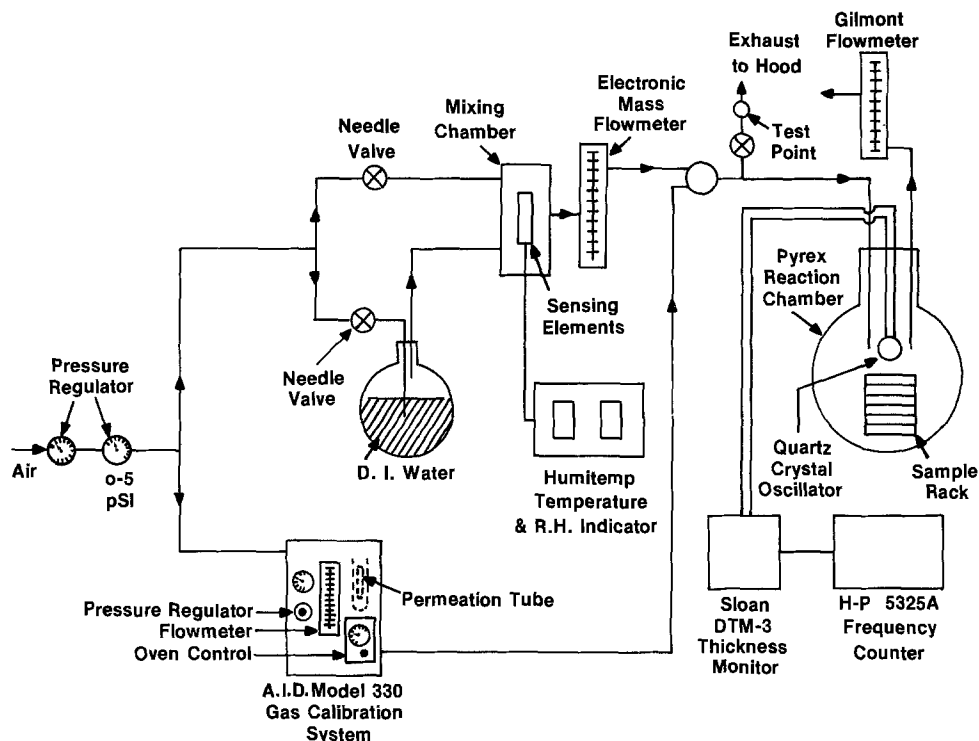 Exhaust
to Hood
Gilmont
Flowmeter
Electronic
Mass
Flowmeter
Mixing
Chamber
Needle
Valve
Test
Point
Pyrex
Reaction
Chamber
Sensing
Elements
Needle
Valve
Pressure
Regulator
Air
o-5
pSI
D. I. Water
Humitemp
Temperature
& R.H. Indicator
Quartz
Crystal
Oscillator
Sample
Rack
Permeation Tube
Pressure Regulator
Flowmeter
Oven Control
A.I.D. Model 330
Gas Calibration
System
Sloan
DTM-3
Thickness
Monitor
H-P 5325A
Frequency
Counter